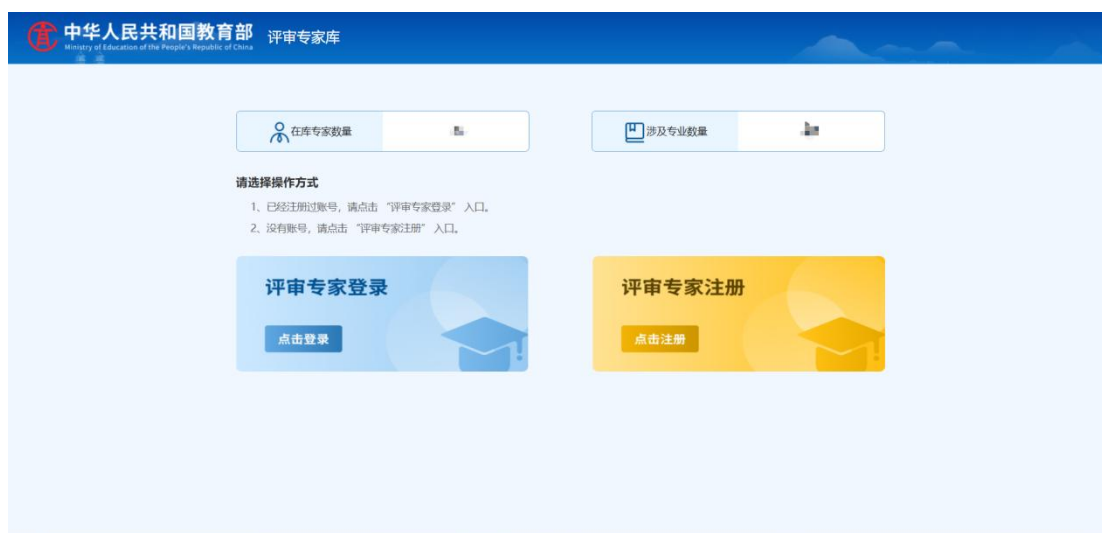 中华人民共和国教育部
Ministry of Education of the People's Republic of China
评审专家库
在库专家数量
涉及专业数量
请选择操作方式
1、已经注册过账号，请点击“评审专家登录”入口。
2、没有账号，请点击“评审专家注册”入口。
评审专家登录
评审专家注册
点击登录
点击注册